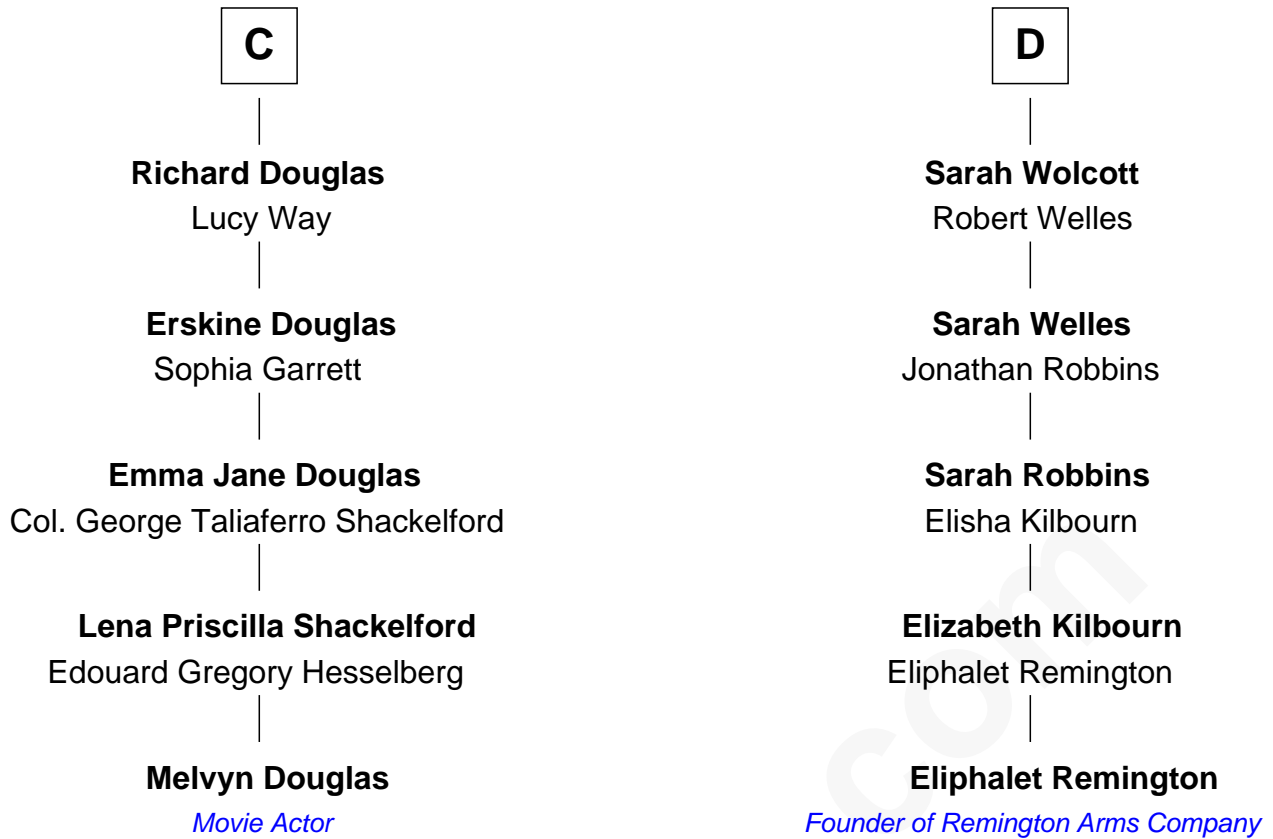 C
Richard Douglas
Lucy Way
Erskine Douglas
Sophia Garrett
Emma Jane Douglas
Col. George Taliaferro Shackelford
Lena Priscilla Shackelford
Edouard Gregory Hesselberg
Melvyn Douglas
Movie Actor
D
Sarah Wolcott
Robert Welles
Sarah Welles
Jonathan Robbins
Sarah Robbins
Elisha Kilbourn
Elizabeth Kilbourn
Eliphalet Remington
Eliphalet Remington
Founder of Remington Arms Company
com